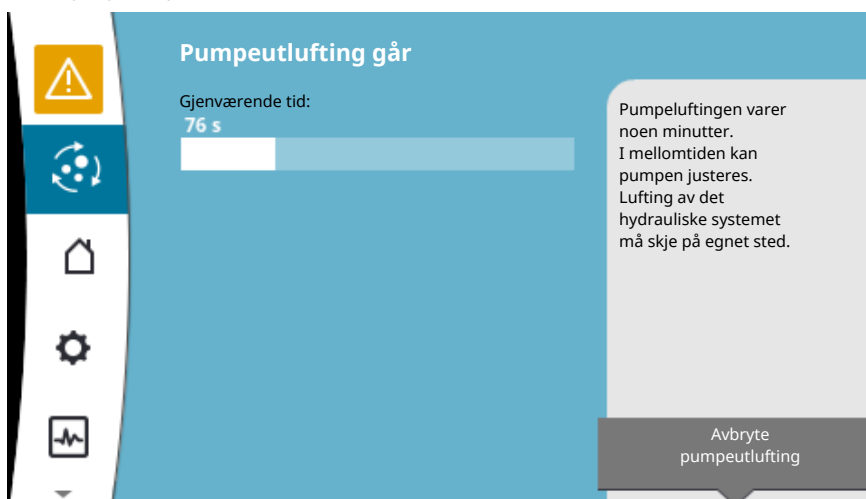 Pumpeutlufting går
Gjenværende tid:
76 s
Pumpeluftingen varer
noen minutter.
I mellomtiden kan
pumpen justeres.
Lufting av det
hydrauliske systemet
må skje på egnet sted.
Avbryte
pumpeutlufting